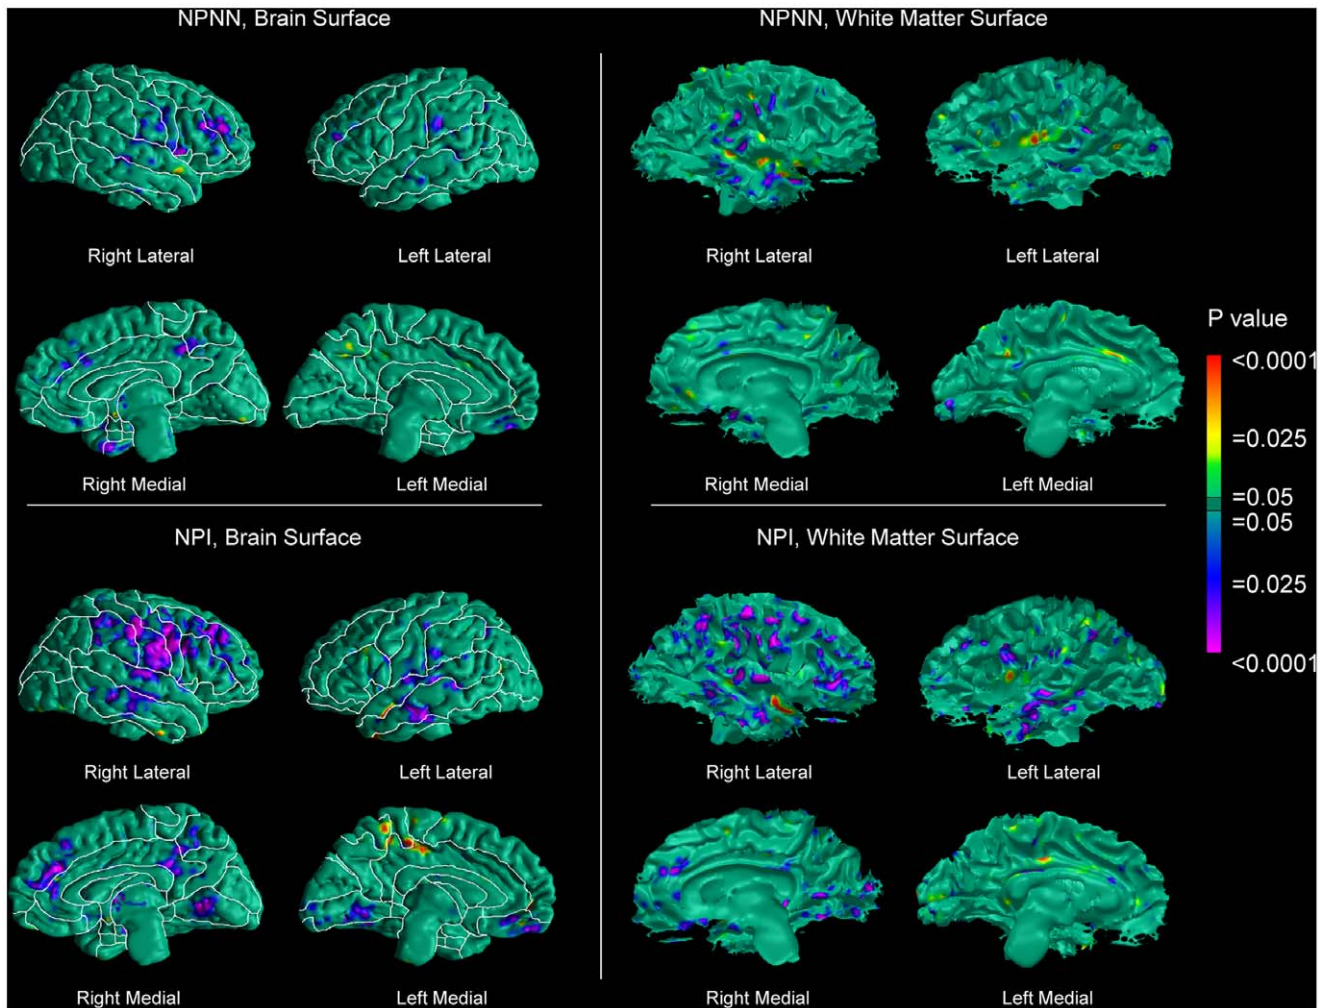 NPNN, Brain Surface
Right Lateral
Left Lateral
Right Medial
Left Medial
NPNN, White Matter Surface
Right Lateral
Left Lateral
Right Medial
Left Medial
NPI, Brain Surface
Right Lateral
Left Lateral
Right Medial
Left Medial
NPI, White Matter Surface
Right Lateral
Left Lateral
Right Medial
Left Medial
P value
<0.0001
=0.025
=0.05
=0.05
=0.025
<0.0001